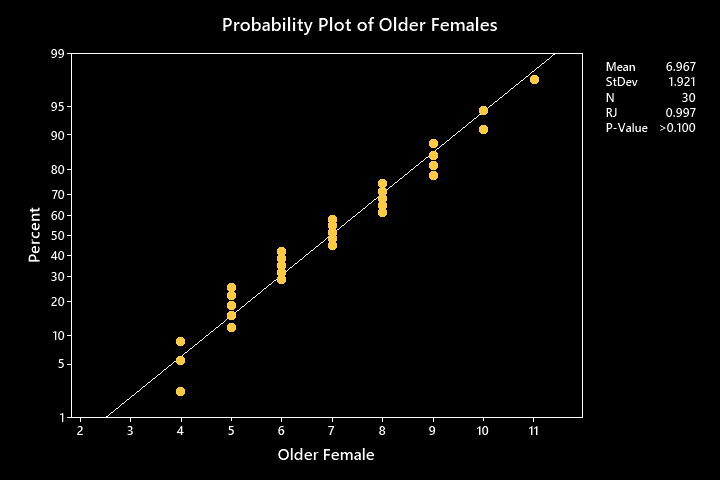 Probability Plot of Older Females
Mean 6.967
StDev 1.921
N 30
RJ 0.997
P-Value >0.100
Percent
99
95
90
80
70
60
50
40
30
20
10
5
1
2 3 4 5 6 7 8 9 10 11
Older Female